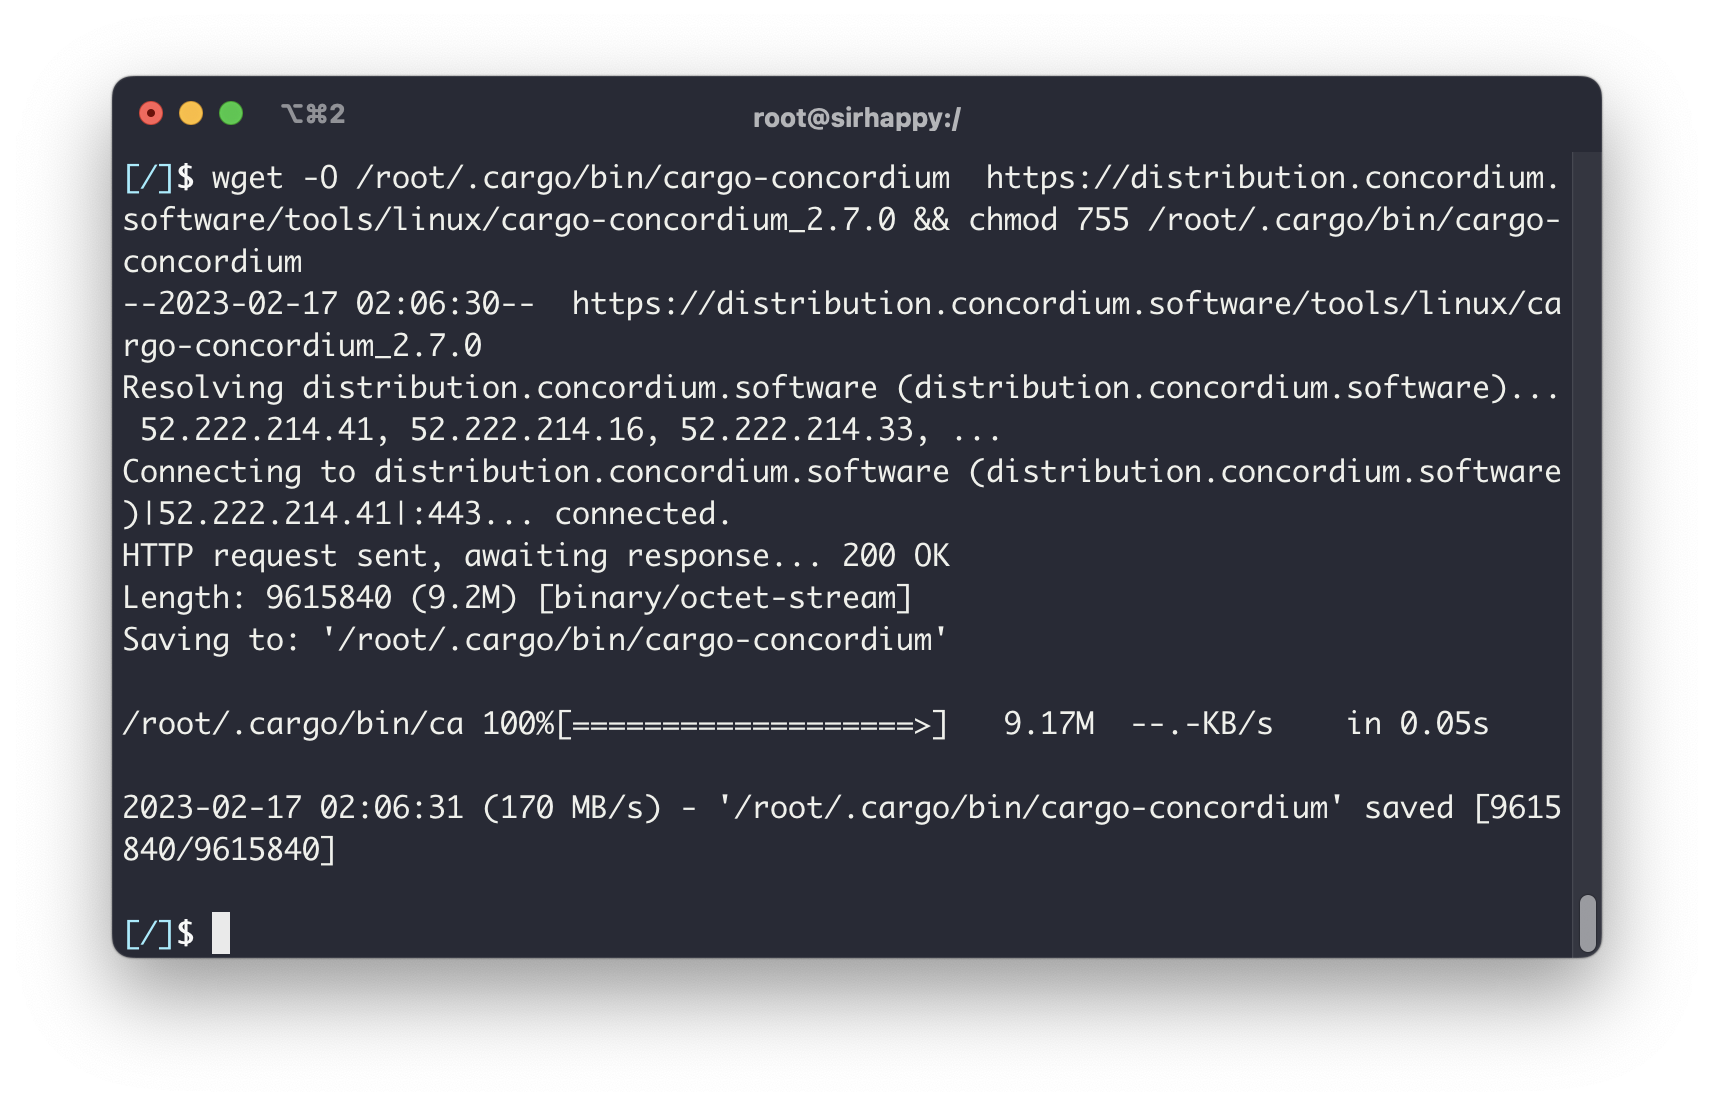 ⌥⌘2
root@sirhappy:/
[/]$ wget -O /root/.cargo/bin/cargo-concordium  https://distribution.concordium.
software/tools/linux/cargo-concordium_2.7.0 && chmod 755 /root/.cargo/bin/cargo-
concordium
--2023-02-17 02:06:30--  https://distribution.concordium.software/tools/linux/ca
rgo-concordium_2.7.0
Resolving distribution.concordium.software (distribution.concordium.software)...
 52.222.214.41, 52.222.214.16, 52.222.214.33, ...
Connecting to distribution.concordium.software (distribution.concordium.software
)|52.222.214.41|:443... connected.
HTTP request sent, awaiting response... 200 OK
Length: 9615840 (9.2M) [binary/octet-stream]
Saving to: '/root/.cargo/bin/cargo-concordium'
/root/.cargo/bin/ca 100%[===================>]   9.17M  --.-KB/s    in 0.05s
2023-02-17 02:06:31 (170 MB/s) - '/root/.cargo/bin/cargo-concordium' saved [9615
840/9615840]
[/]$